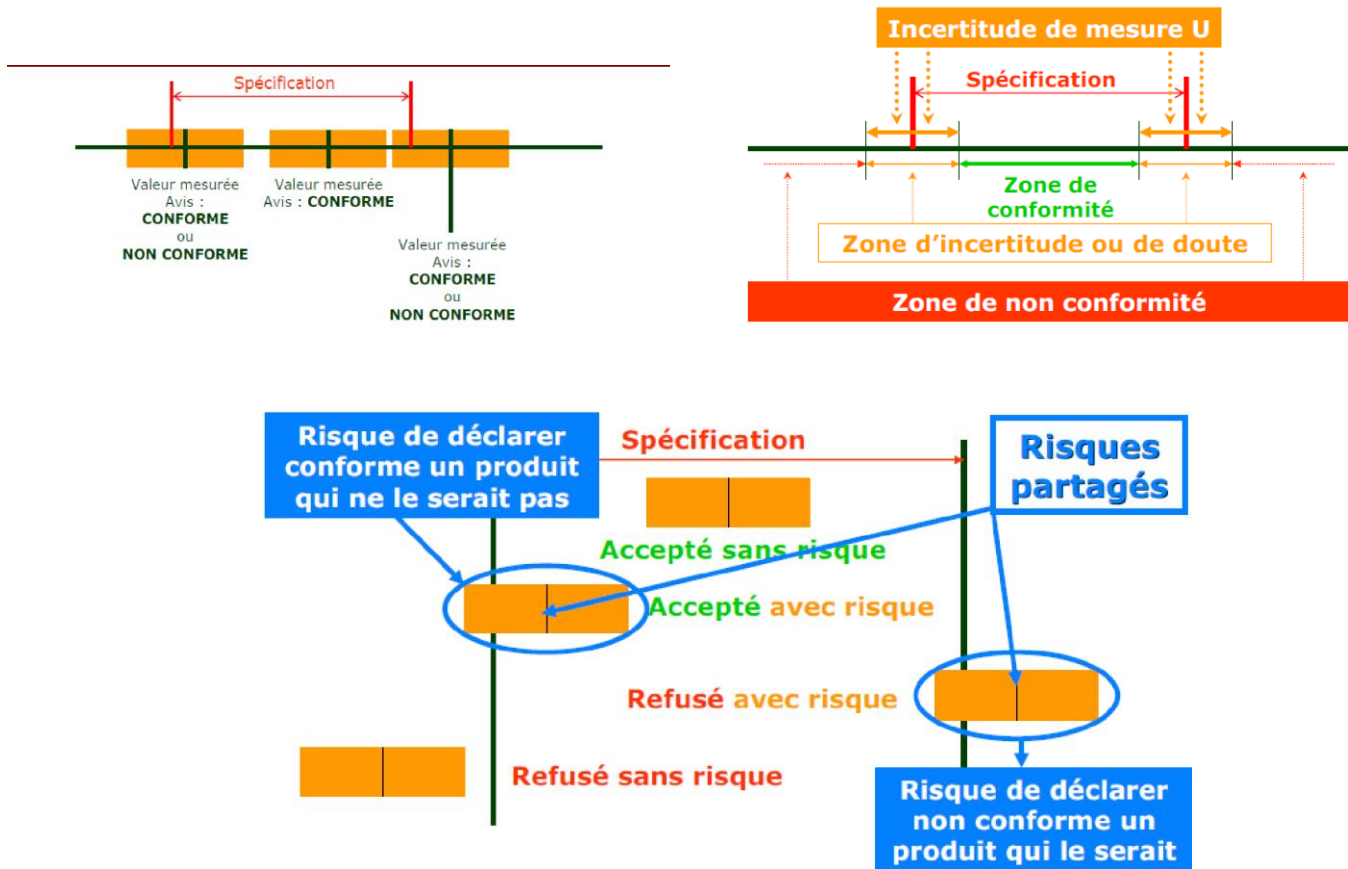 Spécification
Valeur mesurée
Avis :
CONFORME
ou
NON CONFORME
Valeur mesurée
Avis : CONFORME
Valeur mesurée
Avis :
CONFORME
ou
NON CONFORME
Incertitude de mesure U
Spécification
Zone de
conformité
Zone d'incertitude ou de doute
Zone de non conformité
Risque de déclarer
conforme un produit
qui ne le serait pas
Spécification
Risques
partagés
Accepté sans risque
Accepté avec risque
Refusé avec risque
Refusé sans risque
Risque de déclarer
non conforme un
produit qui le serait